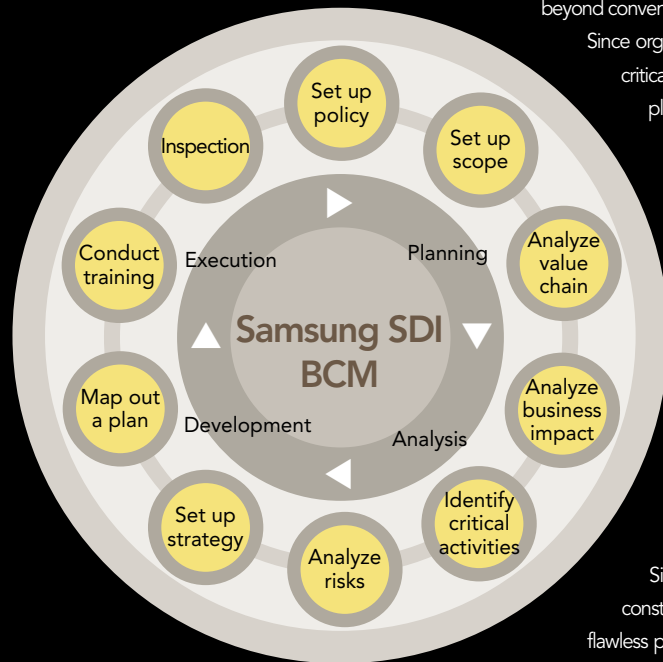 beyond conver
Since org
critica
pl
Set up
policy
Set up
scope
Analyze
value
chain
Analyze
business
impact
Identify
critical
activities
Analyze
risks
Set up
strategy
Map out
a plan
Conduct
training
Inspection
Execution
Planning
Samsung SDI
BCM
Development
Analysis
Si
const
flawless p